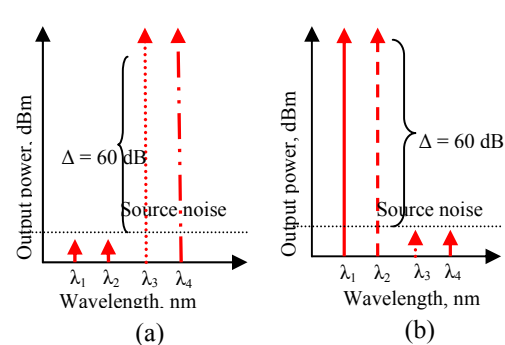 Output power, dBm
Δ = 60 dB
Source noise
λ₁ λ₂ λ₃ λ₄
Wavelength, nm
(a)
Output power, dBm
Δ = 60 dB
Source noise
λ₁ λ₂ λ₃ λ₄
Wavelength, nm
(b)